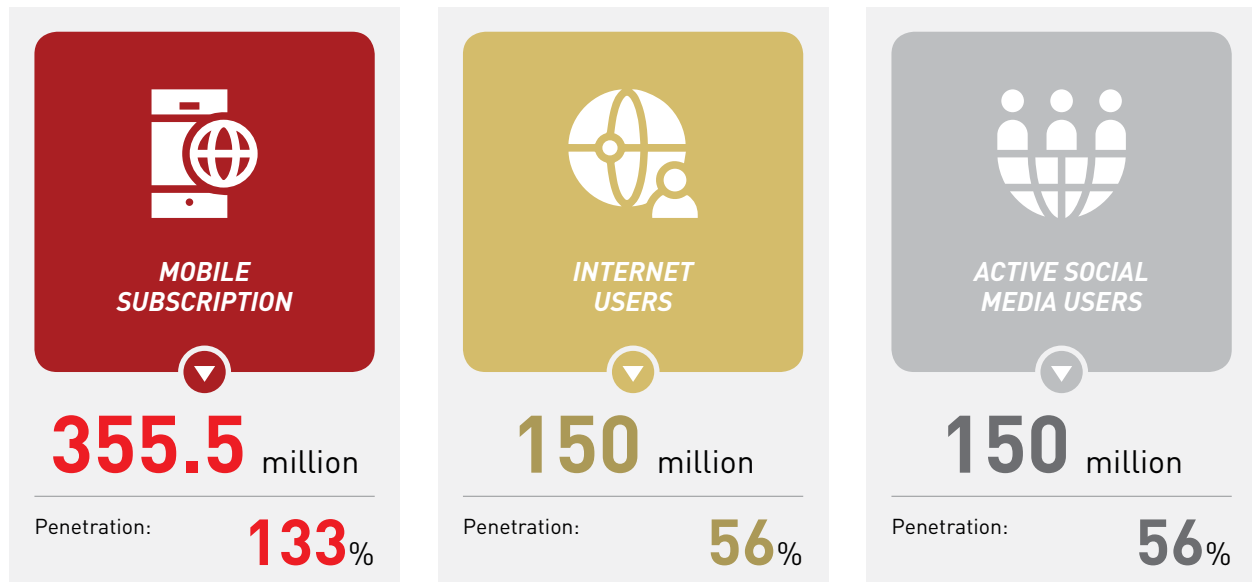 MOBILE
SUBSCRIPTION
355.5 million
Penetration: 133%
INTERNET
USERS
150 million
Penetration: 56%
ACTIVE SOCIAL
MEDIA USERS
150 million
Penetration: 56%